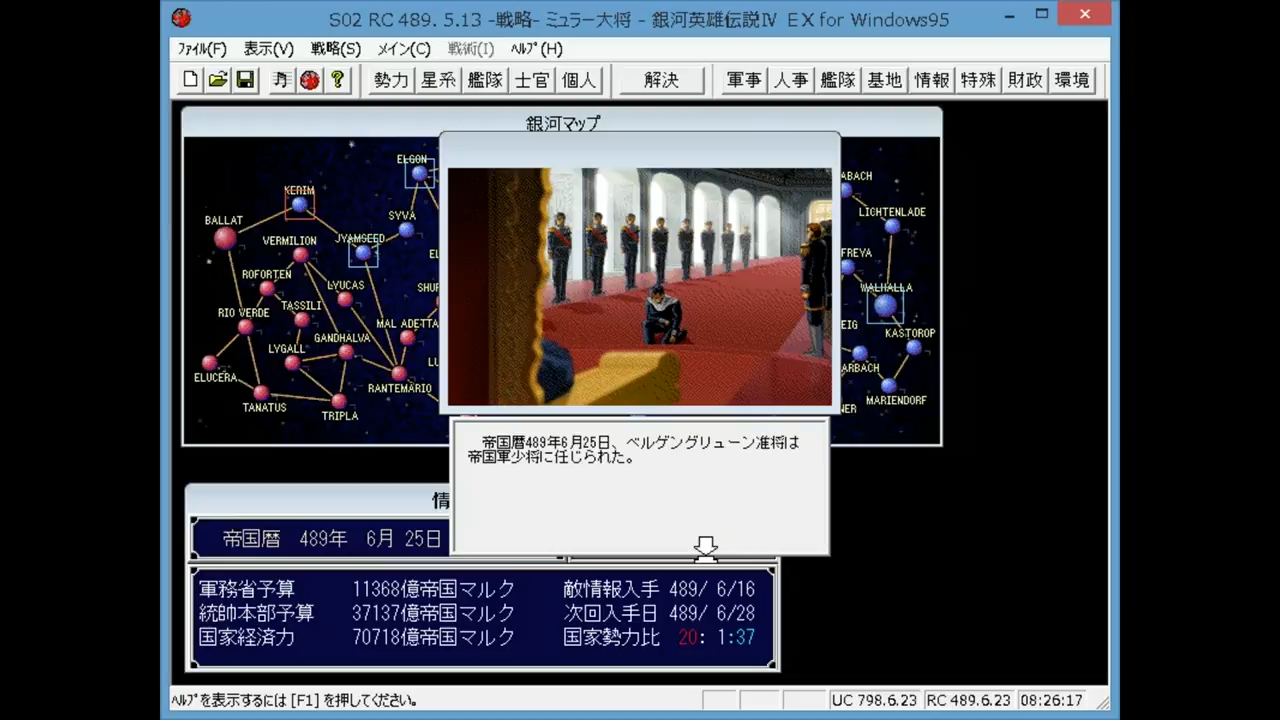 S02 RC 489. 5.13 -戦略- ミュラー大将 - 銀河英雄伝説Ⅳ EX for Windows95
ﾌｧｲﾙ(F) 表示(V) 戦略(S) メイン(C) 戦術(I) ﾍﾙﾌﾟ(H)
勢力 星系 艦隊 士官 個人 解決 軍事 人事 艦隊 基地 情報 特殊 財政 環境
銀河マップ
ELGON
KERIM
BALLAT
SYVA
VERMILION
JYAMSEED
ROFORTEN
LYUCAS
TASSILI
RIO VERDE
MAL ADETTA
GANDHALVA
LYGALL
ELUCERA
RANTEMARIO
TANATUS
TRIPLA
ABACH
LICHTENLADE
FREYA
WALHALLA
EIG
KASTOROP
ARBACH
MARIENDORF
NER
帝国暦489年6月25日、ベルゲングリューン准将は
帝国軍少将に任じられた。
情
帝国暦 489年 6月 25日
軍務省予算 11368億帝国マルク 敵情報入手 489/ 6/16
統帥本部予算 37137億帝国マルク 次回入手日 489/ 6/28
国家経済力 70718億帝国マルク 国家勢力比 20: 1:37
ﾍﾙﾌﾟを表示するには [F1] を押してください。
UC 798.6.23 RC 489.6.23 08:26:17